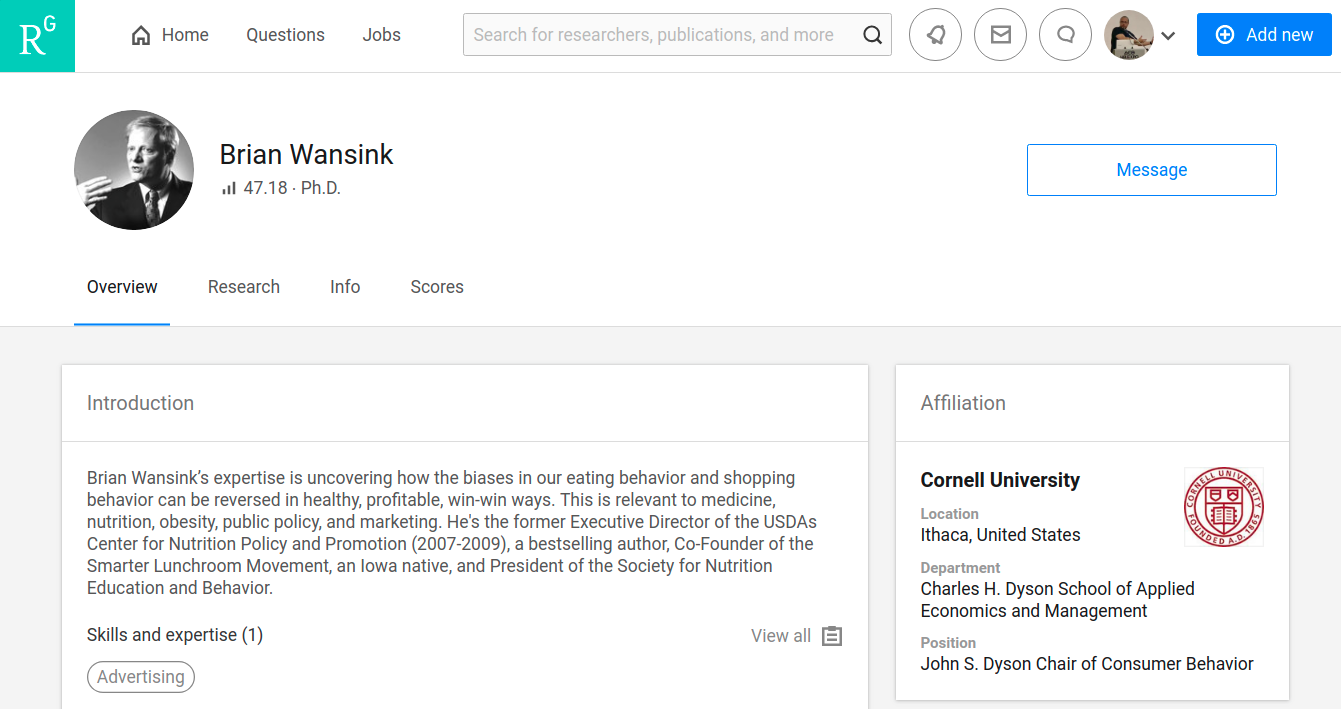 RG
Home
Questions
Jobs
Search for researchers, publications, and more
Add new
Brian Wansink
47.18 · Ph.D.
Message
Overview
Research
Info
Scores
Introduction
Brian Wansink’s expertise is uncovering how the biases in our eating behavior and shopping
behavior can be reversed in healthy, profitable, win-win ways. This is relevant to medicine,
nutrition, obesity, public policy, and marketing. He's the former Executive Director of the USDAs
Center for Nutrition Policy and Promotion (2007-2009), a bestselling author, Co-Founder of the
Smarter Lunchroom Movement, an Iowa native, and President of the Society for Nutrition
Education and Behavior.
Skills and expertise (1)
View all
Advertising
Affiliation
Cornell University
CORNELL UNIVERSITY
FOUNDED A.D. 1865
Location
Ithaca, United States
Department
Charles H. Dyson School of Applied
Economics and Management
Position
John S. Dyson Chair of Consumer Behavior